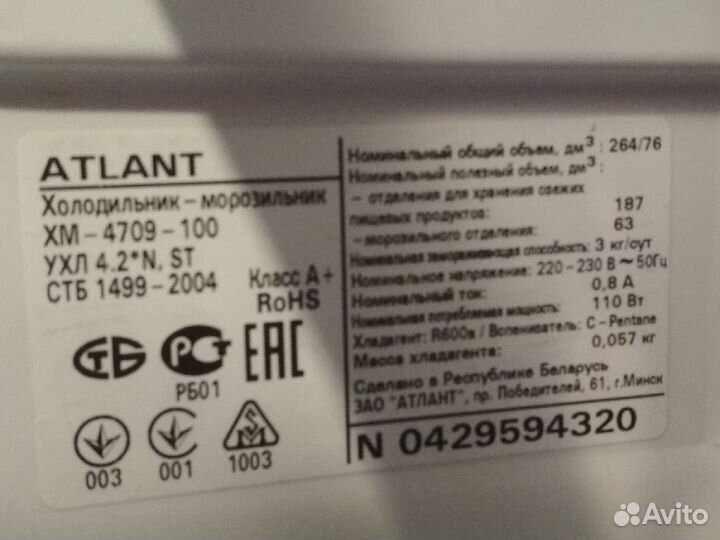 ATLANT
Холодильник – морозильник
ХМ – 4709 – 100
УХЛ 4.2*N, ST
СТБ 1499 – 2004
Класс А+
RoHS
СТБ
РСТ
ЕАС
РБ01
003
001
1003
Номинальный общий объем, дм³ : 264/76
Номинальный полезный объем, дм³ :
– отделения для хранения свежих
пищевых продуктов: 187
– морозильного отделения: 63
Номинальная замораживающая способность: 3 кг/сут
Номинальное напряжение: 220 – 230 В ~ 50Гц
Номинальный ток: 0,8 А
Номинальная потребляемая мощность: 110 Вт
Хладагент: R600a / Вспениватель: C – Pentane
Масса хладагента: 0,057 кг
Сделано в Республике Беларусь
ЗАО "АТЛАНТ", пр. Победителей, 61, г. Минск
N 0429594320
Avito